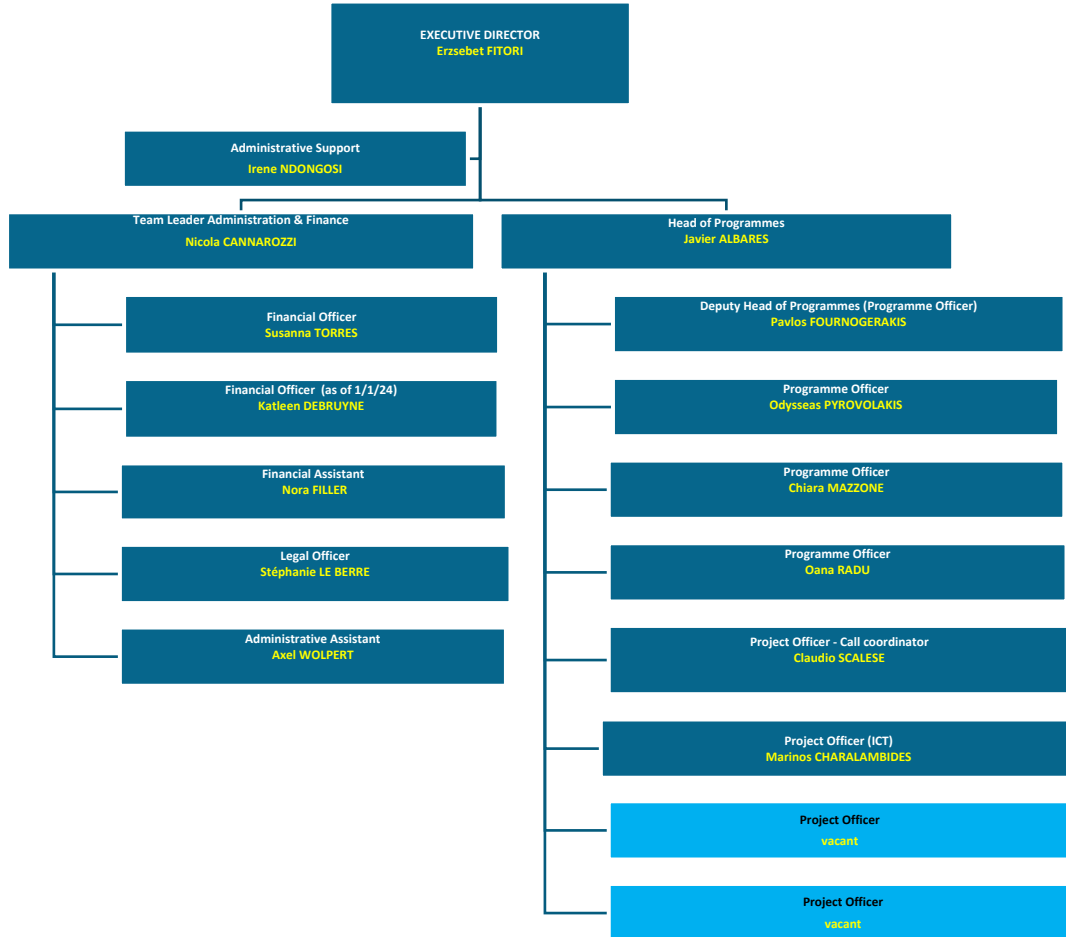 EXECUTIVE DIRECTOR
Erzsebet FITORI
Administrative Support
Irene NDONGOSI
Team Leader Administration & Finance
Nicola CANNAROZZI
Financial Officer
Susanna TORRES
Financial Officer (as of 1/1/24)
Katleen DEBRUYNE
Financial Assistant
Nora FILLER
Legal Officer
Stéphanie LE BERRE
Administrative Assistant
Axel WOLPERT
Head of Programmes
Javier ALBARES
Deputy Head of Programmes (Programme Officer)
Pavlos FOURNOGERAKIS
Programme Officer
Odysseas PYROVOLAKIS
Programme Officer
Chiara MAZZONE
Programme Officer
Oana RADU
Project Officer - Call coordinator
Claudio SCALESE
Project Officer (ICT)
Marinos CHARALAMBIDES
Project Officer
vacant
Project Officer
vacant